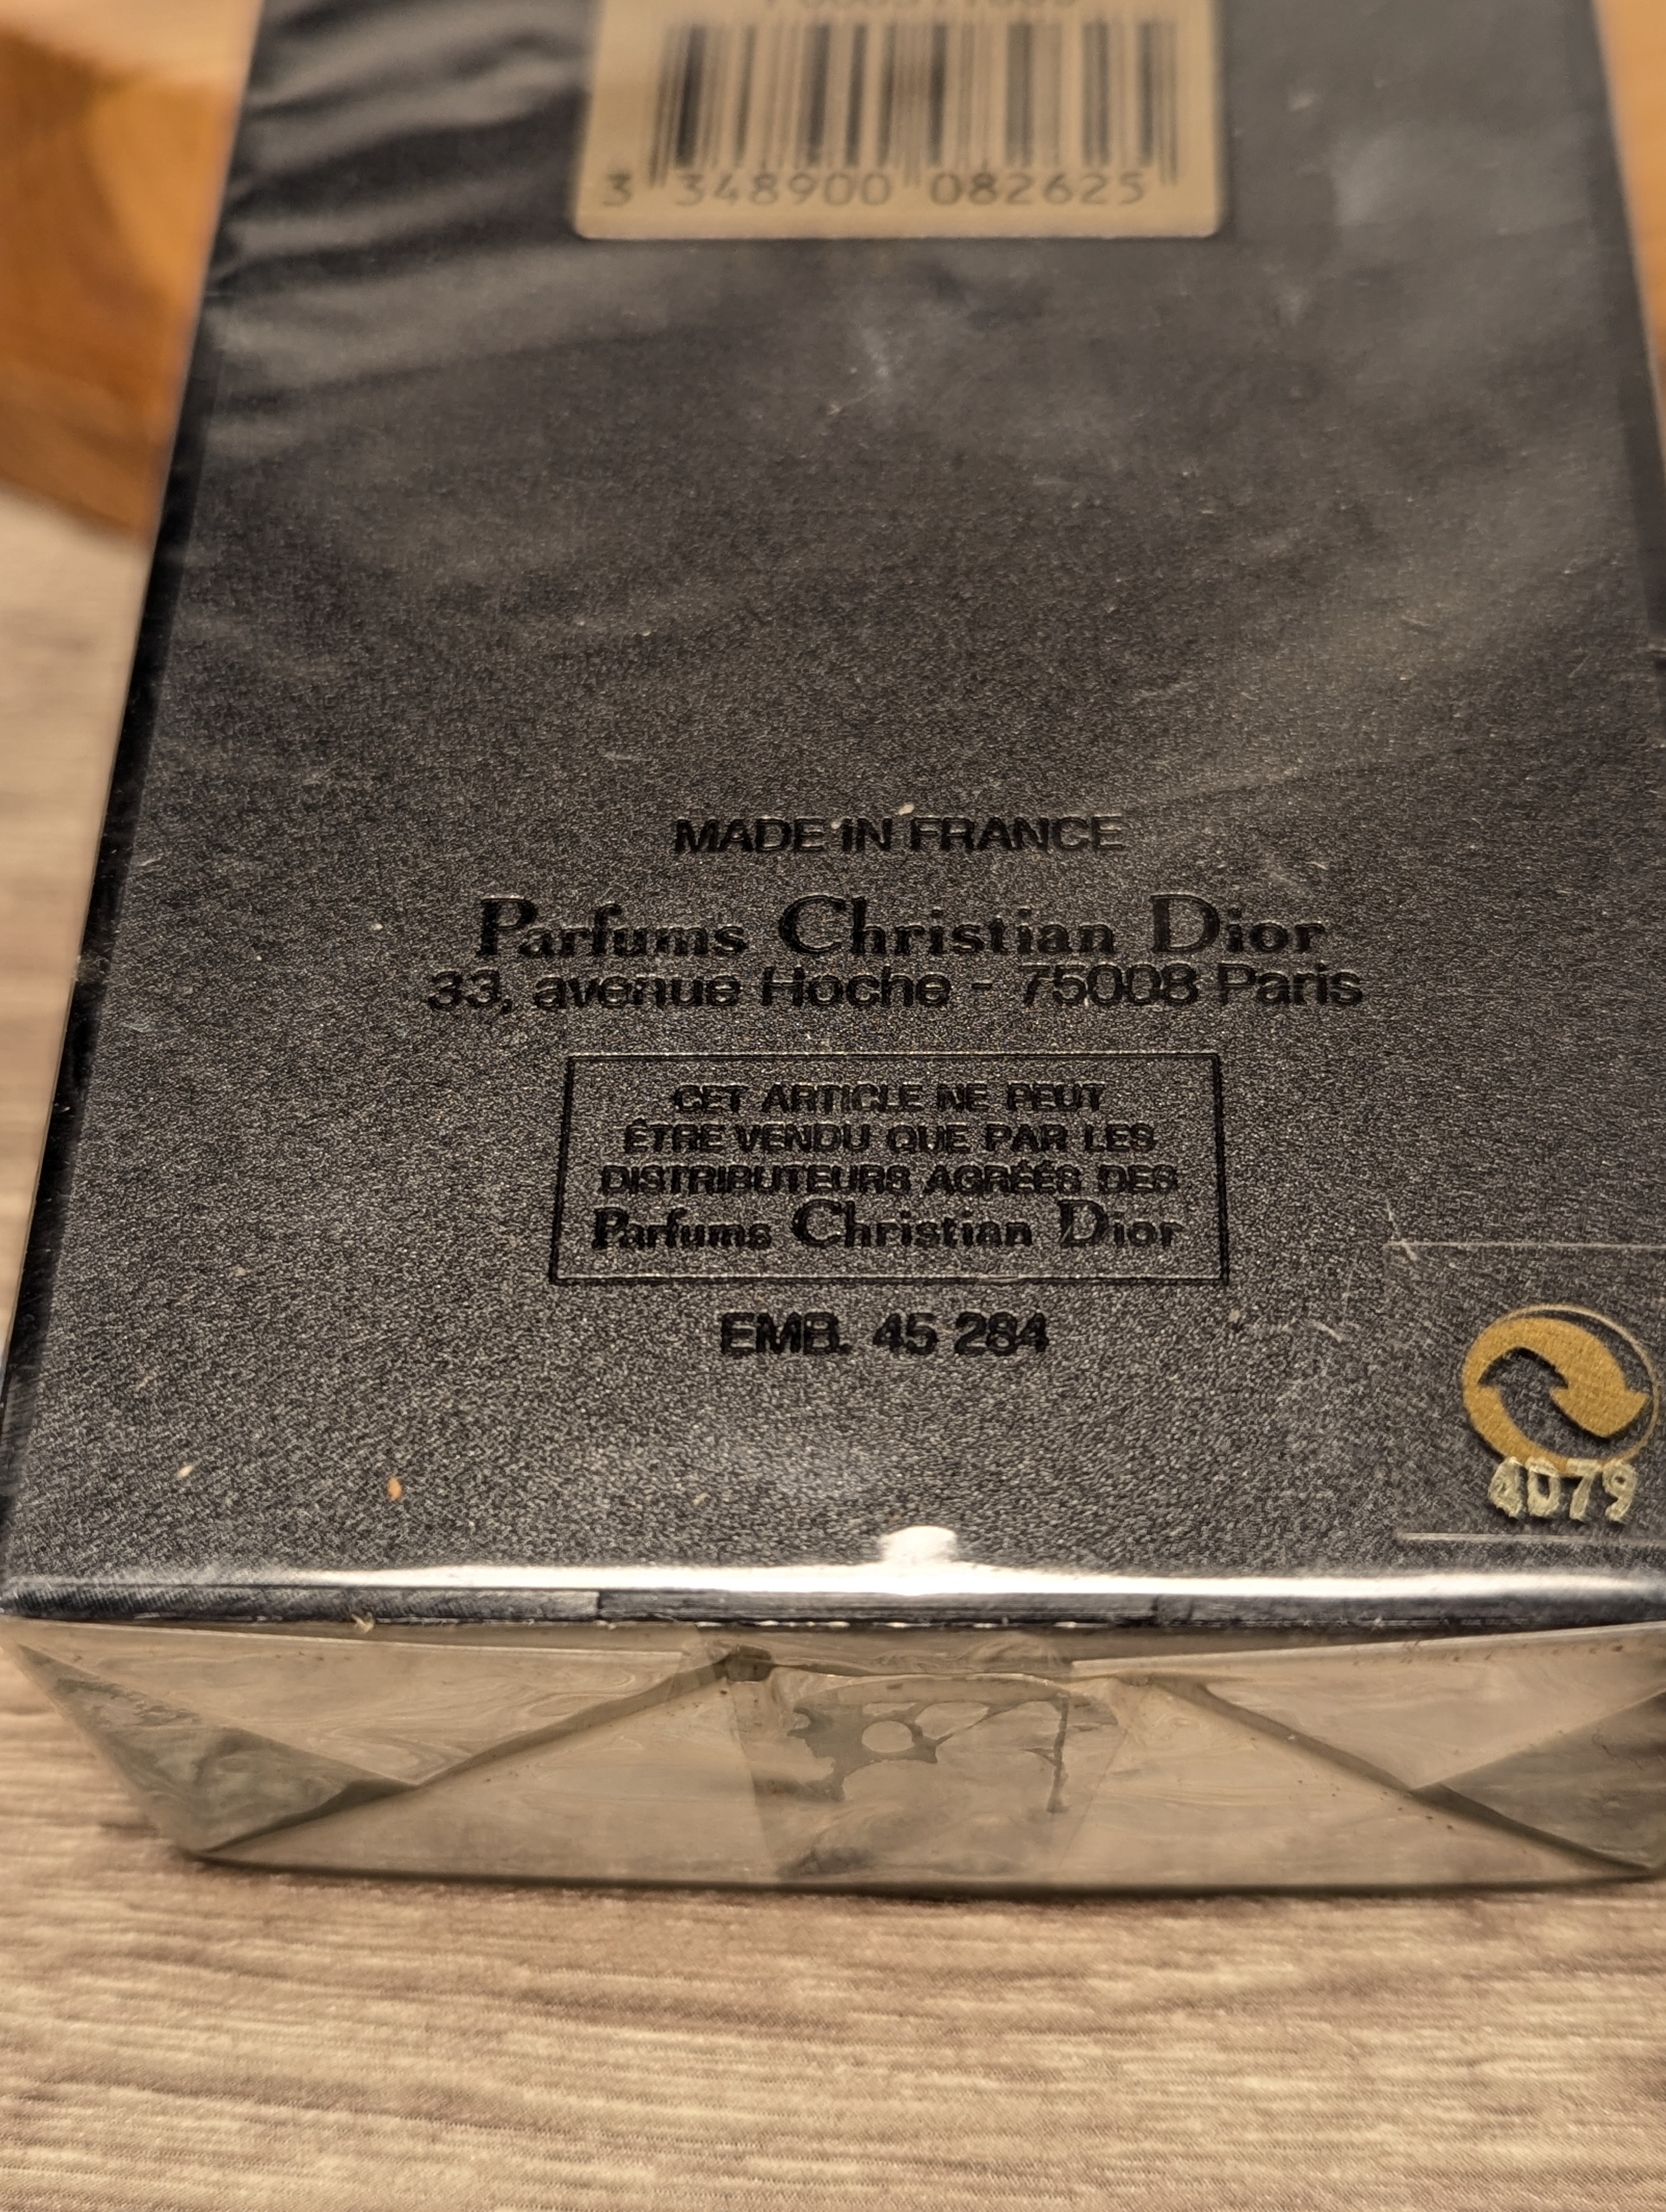 3 348900 082625
MADE IN FRANCE
Parfums Christian Dior
33, avenue Hoche - 75008 Paris
CET ARTICLE NE PEUT
ÊTRE VENDU QUE PAR LES
DISTRIBUTEURS AGRÉÉS DES
Parfums Christian Dior
EMB. 45 284
4D79